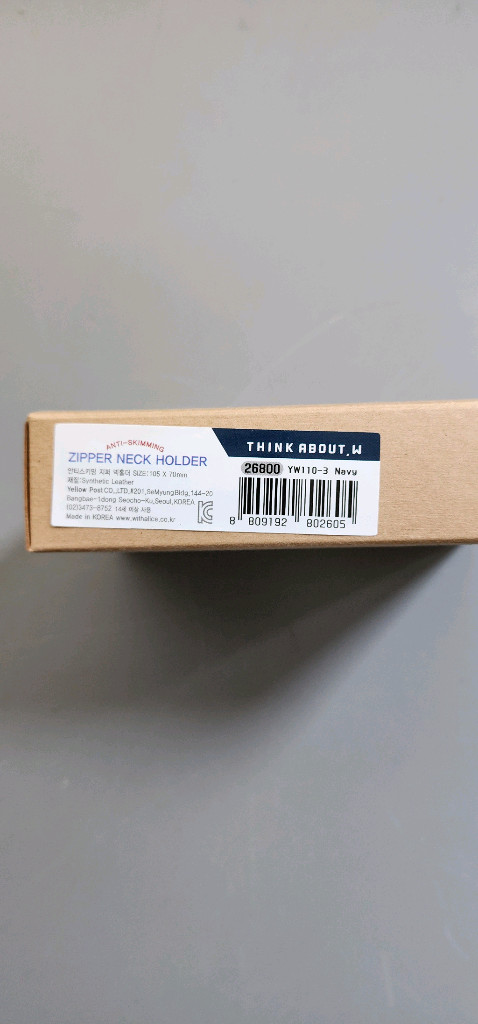 ANTI-SKIMMING
ZIPPER NECK HOLDER
안티스키밍 지퍼 넥홀더 SIZE:105 X 70mm
재질:Synthetic Leather
Yellow Post CO.,LTD.#201,SeMyungBldg,144-20
Bangbae-1dong Seocho-Ku,Seoul,KOREA
(02)3473-8752 14세 이상 사용
Made in KOREA www.withalice.co.kr
THINK ABOUT.W
26800 YW110-3 Navy
8 809192 802605